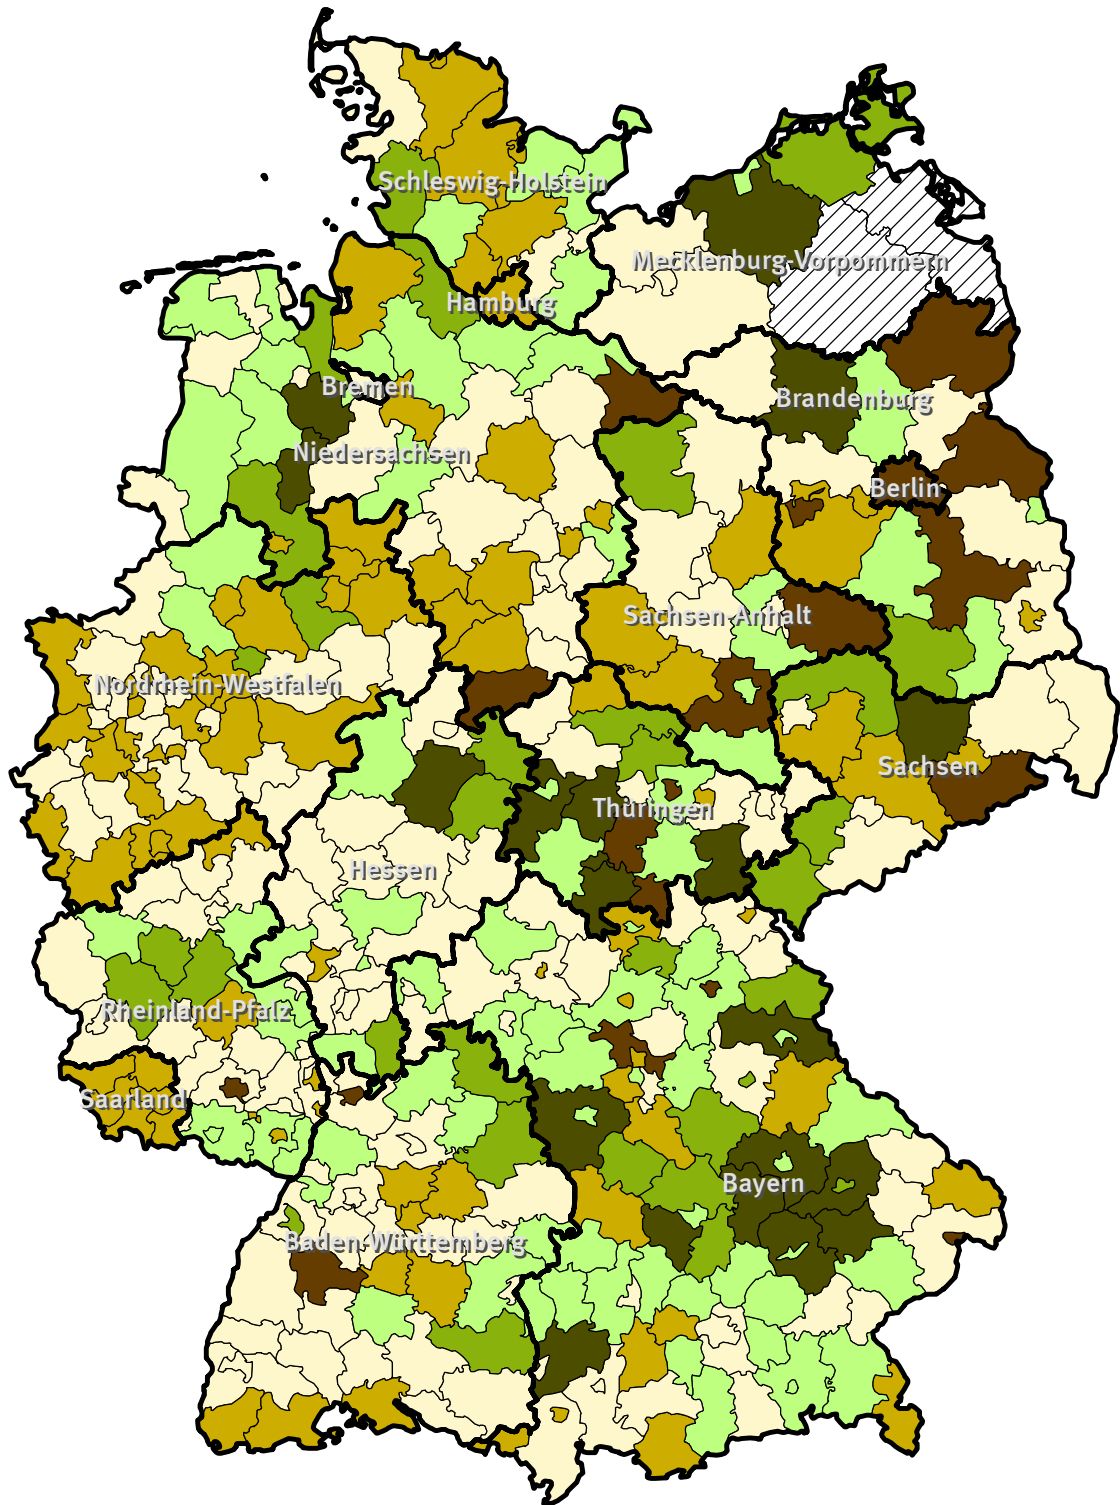 Schleswig-Holstein
Mecklenburg-Vorpommern
Hamburg
Bremen
Brandenburg
Niedersachsen
Berlin
Sachsen-Anhalt
Nordrhein-Westfalen
Sachsen
Thüringen
Hessen
Rheinland-Pfalz
Saarland
Bayern
Baden-Württemberg